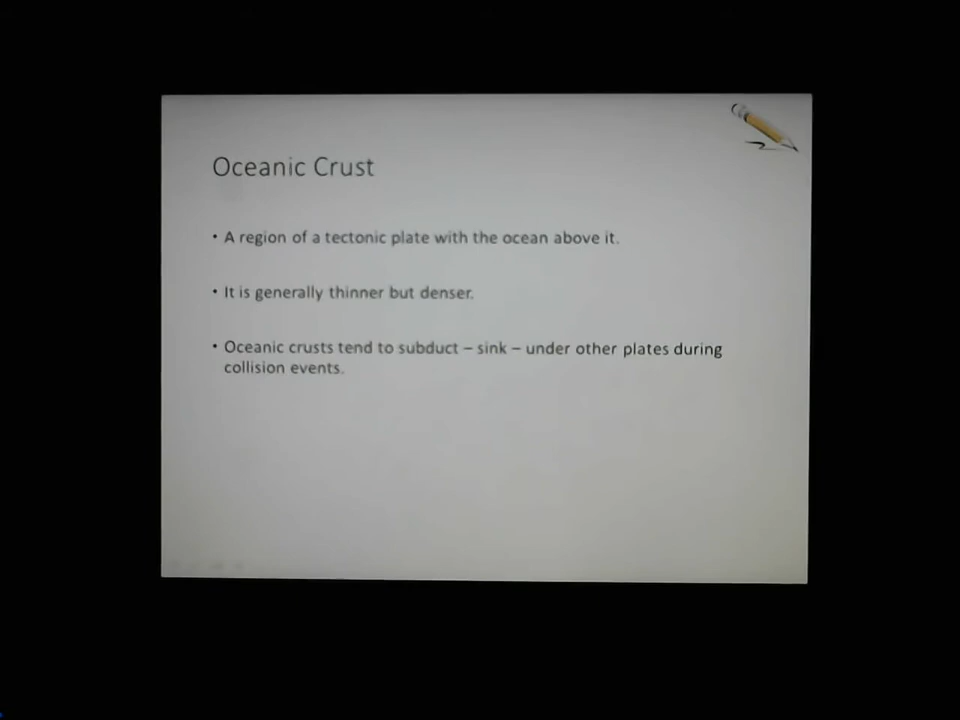 Oceanic Crust
• A region of a tectonic plate with the ocean above it.
• It is generally thinner but denser.
• Oceanic crusts tend to subduct – sink – under other plates during
collision events.